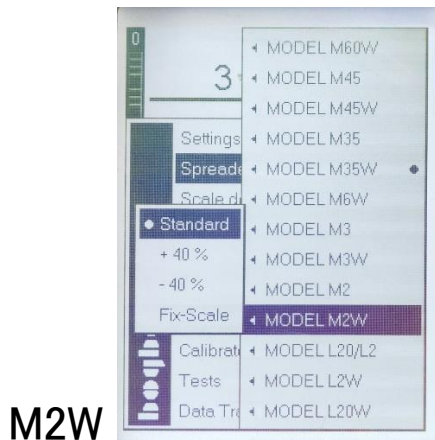 0
3
MODEL M60W
MODEL M45
MODEL M45W
Settings
MODEL M35
Spreade
MODEL M35W
Scale d
MODEL M6W
Standard
MODEL M3
+ 40 %
MODEL M3W
- 40 %
MODEL M2
Fix-Scale
MODEL M2W
Calibrat
MODEL L20/L2
Tests
MODEL L2W
Data Tra
MODEL L20W
M2W